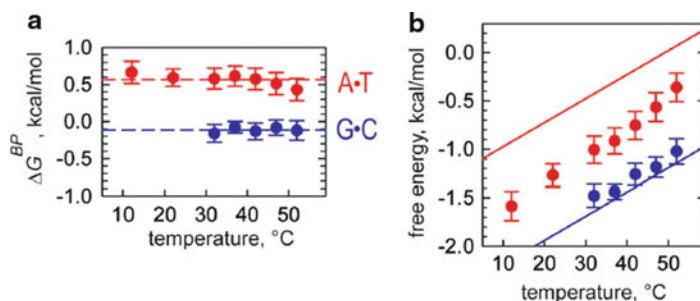 a
ΔG^BP, kcal/mol
1.0
0.5
0.0
-0.5
-1.0
10 20 30 40 50
temperature, °C
A•T
G•C
b
free energy, kcal/mol
0.0
-0.5
-1.0
-1.5
-2.0
10 20 30 40 50
temperature, °C